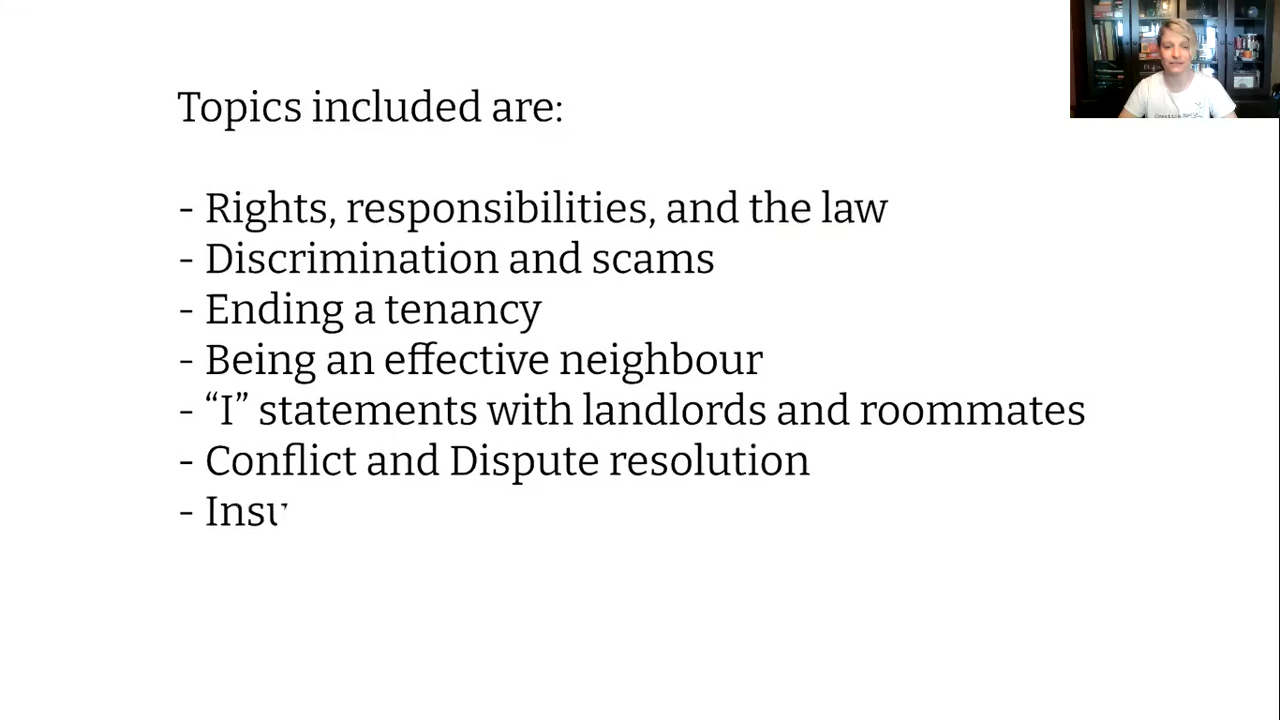 Topics included are:
- Rights, responsibilities, and the law
- Discrimination and scams
- Ending a tenancy
- Being an effective neighbour
- “I” statements with landlords and roommates
- Conflict and Dispute resolution